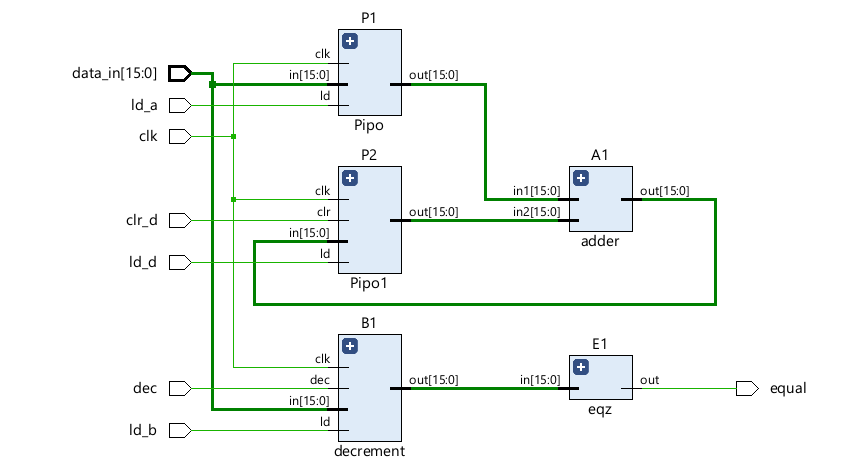 P1
clk
data_in[15:0]
in[15:0]
out[15:0]
ld_a
ld
Pipo
clk
P2
A1
clk
in1[15:0]
out[15:0]
clr_d
clr
out[15:0]
in2[15:0]
in[15:0]
adder
ld_d
ld
Pipo1
B1
E1
clk
dec
dec
out[15:0]
in[15:0]
out
equal
in[15:0]
eqz
ld_b
ld
decrement